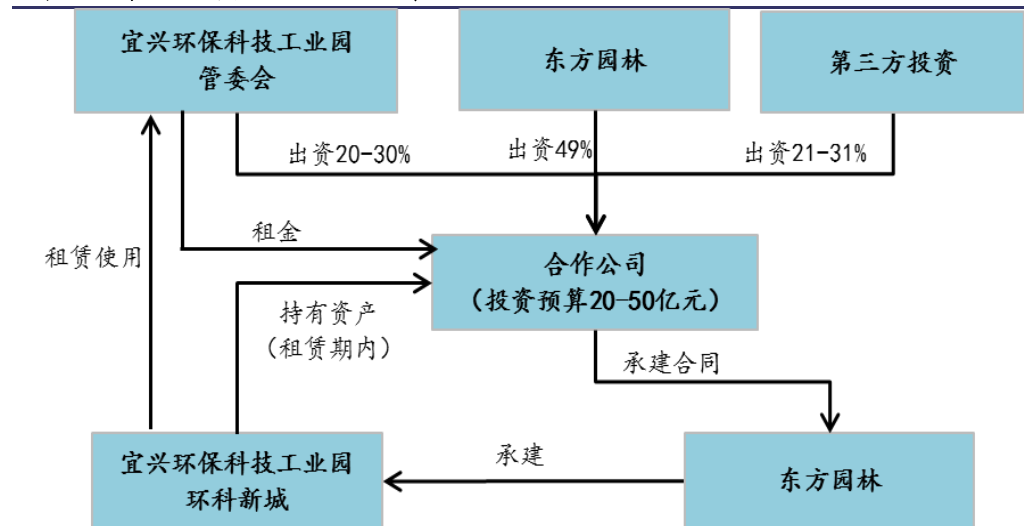 宜兴环保科技工业园
管委会
东方园林
第三方投资
出资20-30%
出资49%
出资21-31%
租赁使用
租金
合作公司
（投资预算20-50亿元）
持有资产
（租赁期内）
承建合同
宜兴环保科技工业园
环科新城
承建
东方园林